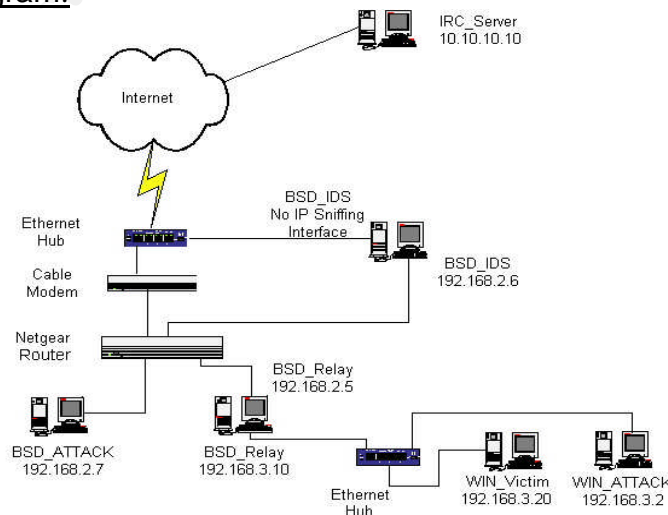 gram.
IRC_Server
10.10.10.10
Internet
BSD_IDS
No IP Sniffing
Interface
Ethernet
Hub
BSD_IDS
192.168.2.6
Cable
Modem
Netgear
Router
BSD_Relay
192.168.2.5
BSD_ATTACK
192.168.2.7
BSD_Relay
192.168.3.10
Ethernet
Hub
WIN_Victim
192.168.3.20
WIN_ATTACK
192.168.3.2